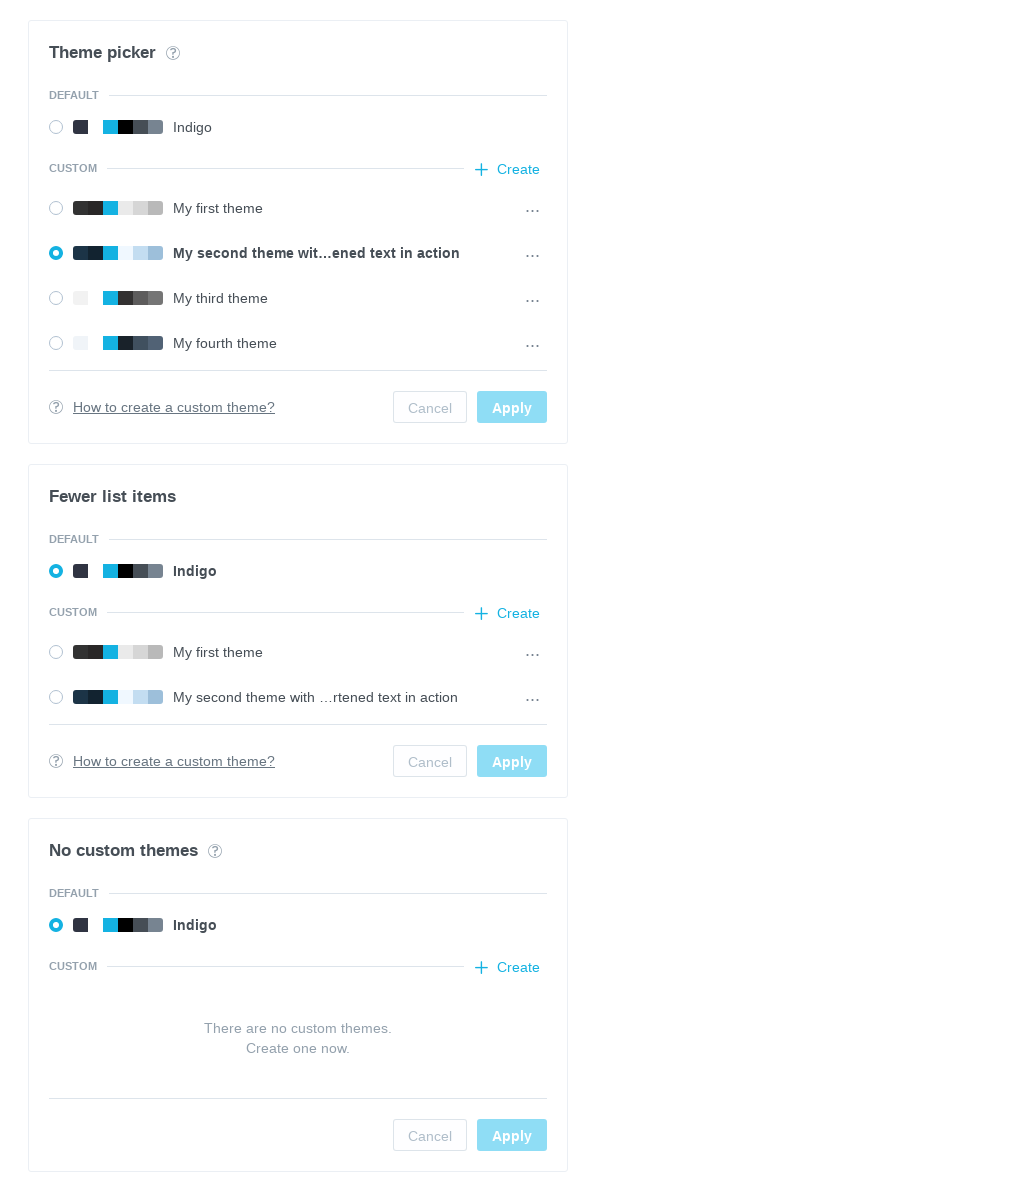 Theme picker
DEFAULT
Indigo
CUSTOM
Create
My first theme
...
My second theme wit…ened text in action
...
My third theme
...
My fourth theme
...
How to create a custom theme?
Cancel
Apply
Fewer list items
DEFAULT
Indigo
CUSTOM
Create
My first theme
...
My second theme with …rtened text in action
...
How to create a custom theme?
Cancel
Apply
No custom themes
DEFAULT
Indigo
CUSTOM
Create
There are no custom themes.
Create one now.
Cancel
Apply